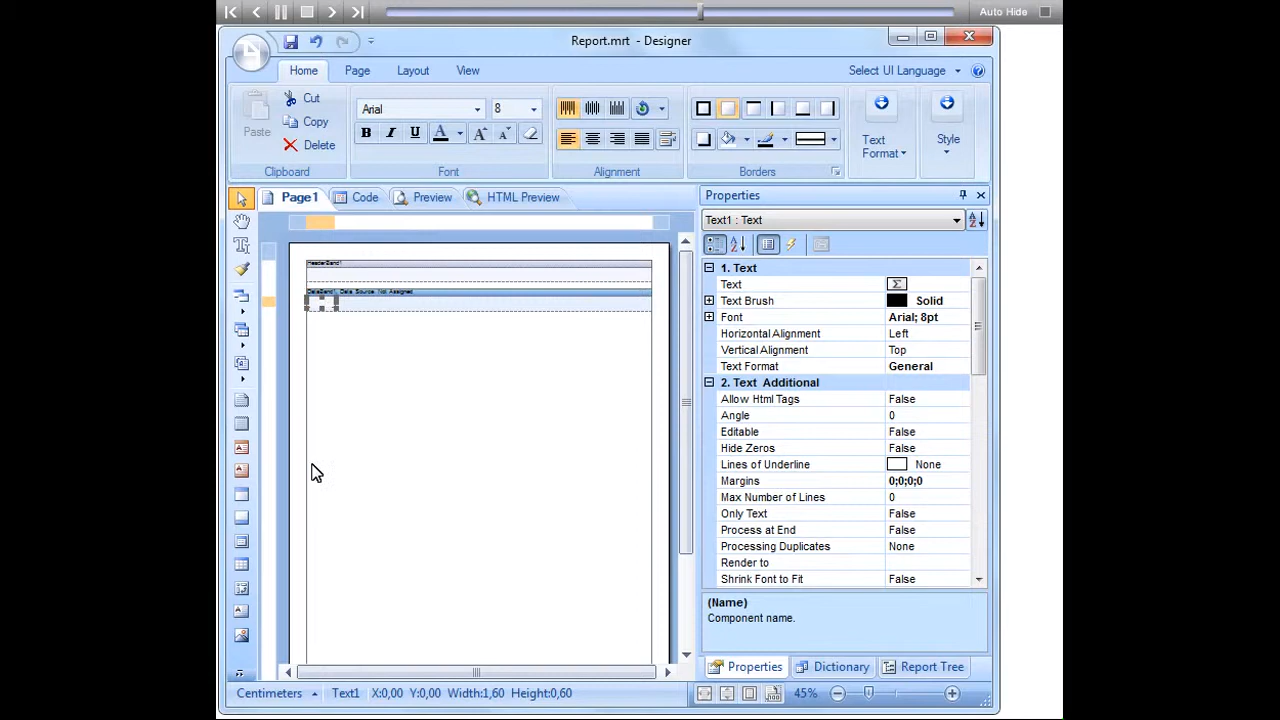 Auto Hide
Report.mrt - Designer
Home Page Layout View Select UI Language
Paste Cut Copy Delete
Arial 8
B I U A A A
Text Format Style
Clipboard Font Alignment Borders
Page1 Code Preview HTML Preview
HeaderBand1
DataBand1; Data Source: Not Assigned
Properties
Text1 : Text
1. Text
Text
Text Brush Solid
Font Arial; 8pt
Horizontal Alignment Left
Vertical Alignment Top
Text Format General
2. Text Additional
Allow Html Tags False
Angle 0
Editable False
Hide Zeros False
Lines of Underline None
Margins 0;0;0;0
Max Number of Lines 0
Only Text False
Process at End False
Processing Duplicates None
Render to
Shrink Font to Fit False
(Name)
Component name.
Properties Dictionary Report Tree
Centimeters Text1 X:0,00 Y:0,00 Width:1,60 Height:0,60 45%